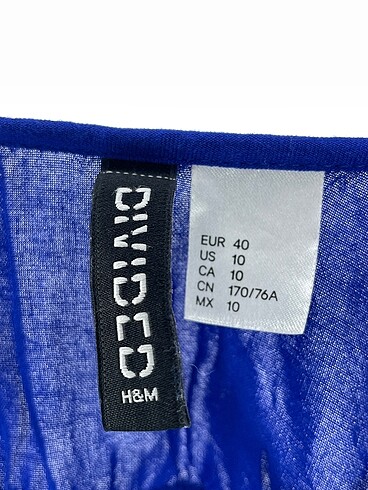 DIVIDED
H&M
EUR 40
US 10
CA 10
CN 170/76A
MX 10